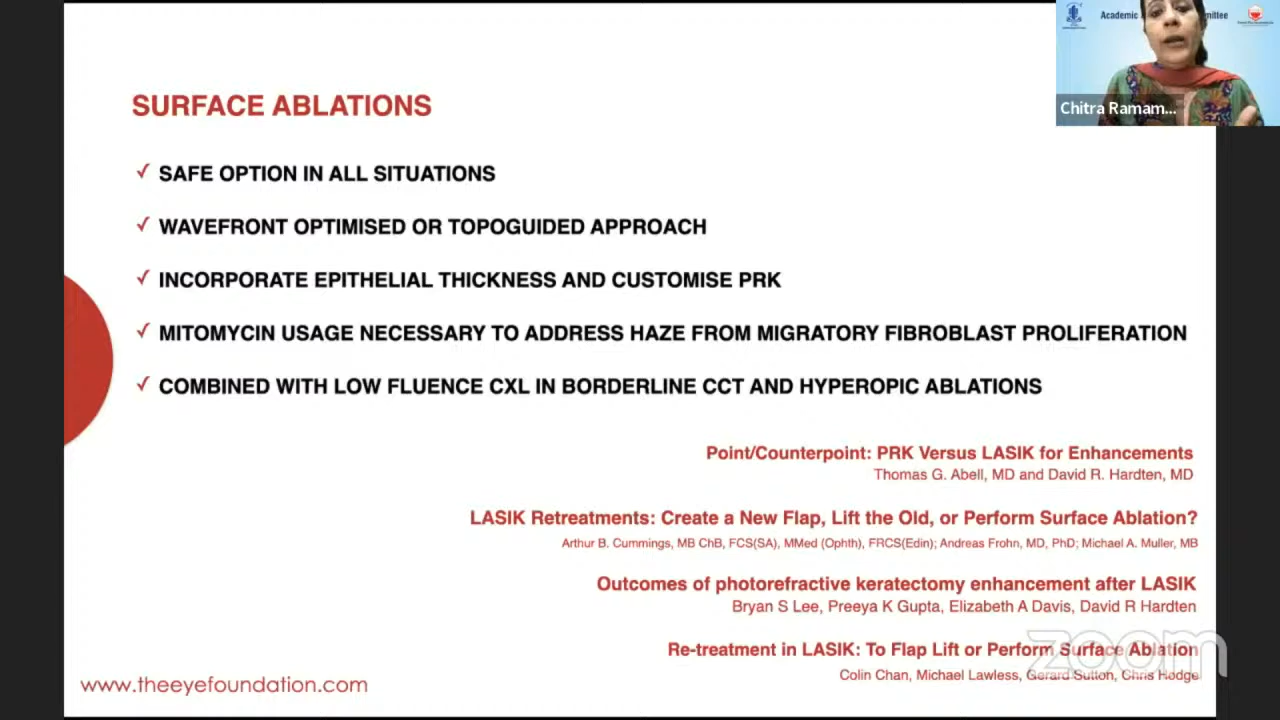 Academic
mittee
Chitra Ramam...
SURFACE ABLATIONS
✓ SAFE OPTION IN ALL SITUATIONS
✓ WAVEFRONT OPTIMISED OR TOPOGUIDED APPROACH
✓ INCORPORATE EPITHELIAL THICKNESS AND CUSTOMISE PRK
✓ MITOMYCIN USAGE NECESSARY TO ADDRESS HAZE FROM MIGRATORY FIBROBLAST PROLIFERATION
✓ COMBINED WITH LOW FLUENCE CXL IN BORDERLINE CCT AND HYPEROPIC ABLATIONS
Point/Counterpoint: PRK Versus LASIK for Enhancements
Thomas G. Abell, MD and David R. Hardten, MD
LASIK Retreatments: Create a New Flap, Lift the Old, or Perform Surface Ablation?
Arthur B. Cummings, MB ChB, FCS(SA), MMed (Ophth), FRCS(Edin); Andreas Frohn, MD, PhD; Michael A. Muller, MB
Outcomes of photorefractive keratectomy enhancement after LASIK
Bryan S Lee, Preeya K Gupta, Elizabeth A Davis, David R Hardten
Re-treatment in LASIK: To Flap Lift or Perform Surface Ablation
Colin Chan, Michael Lawless, Gerard Sutton, Chris Hodge
zoom
www.theeyefoundation.com